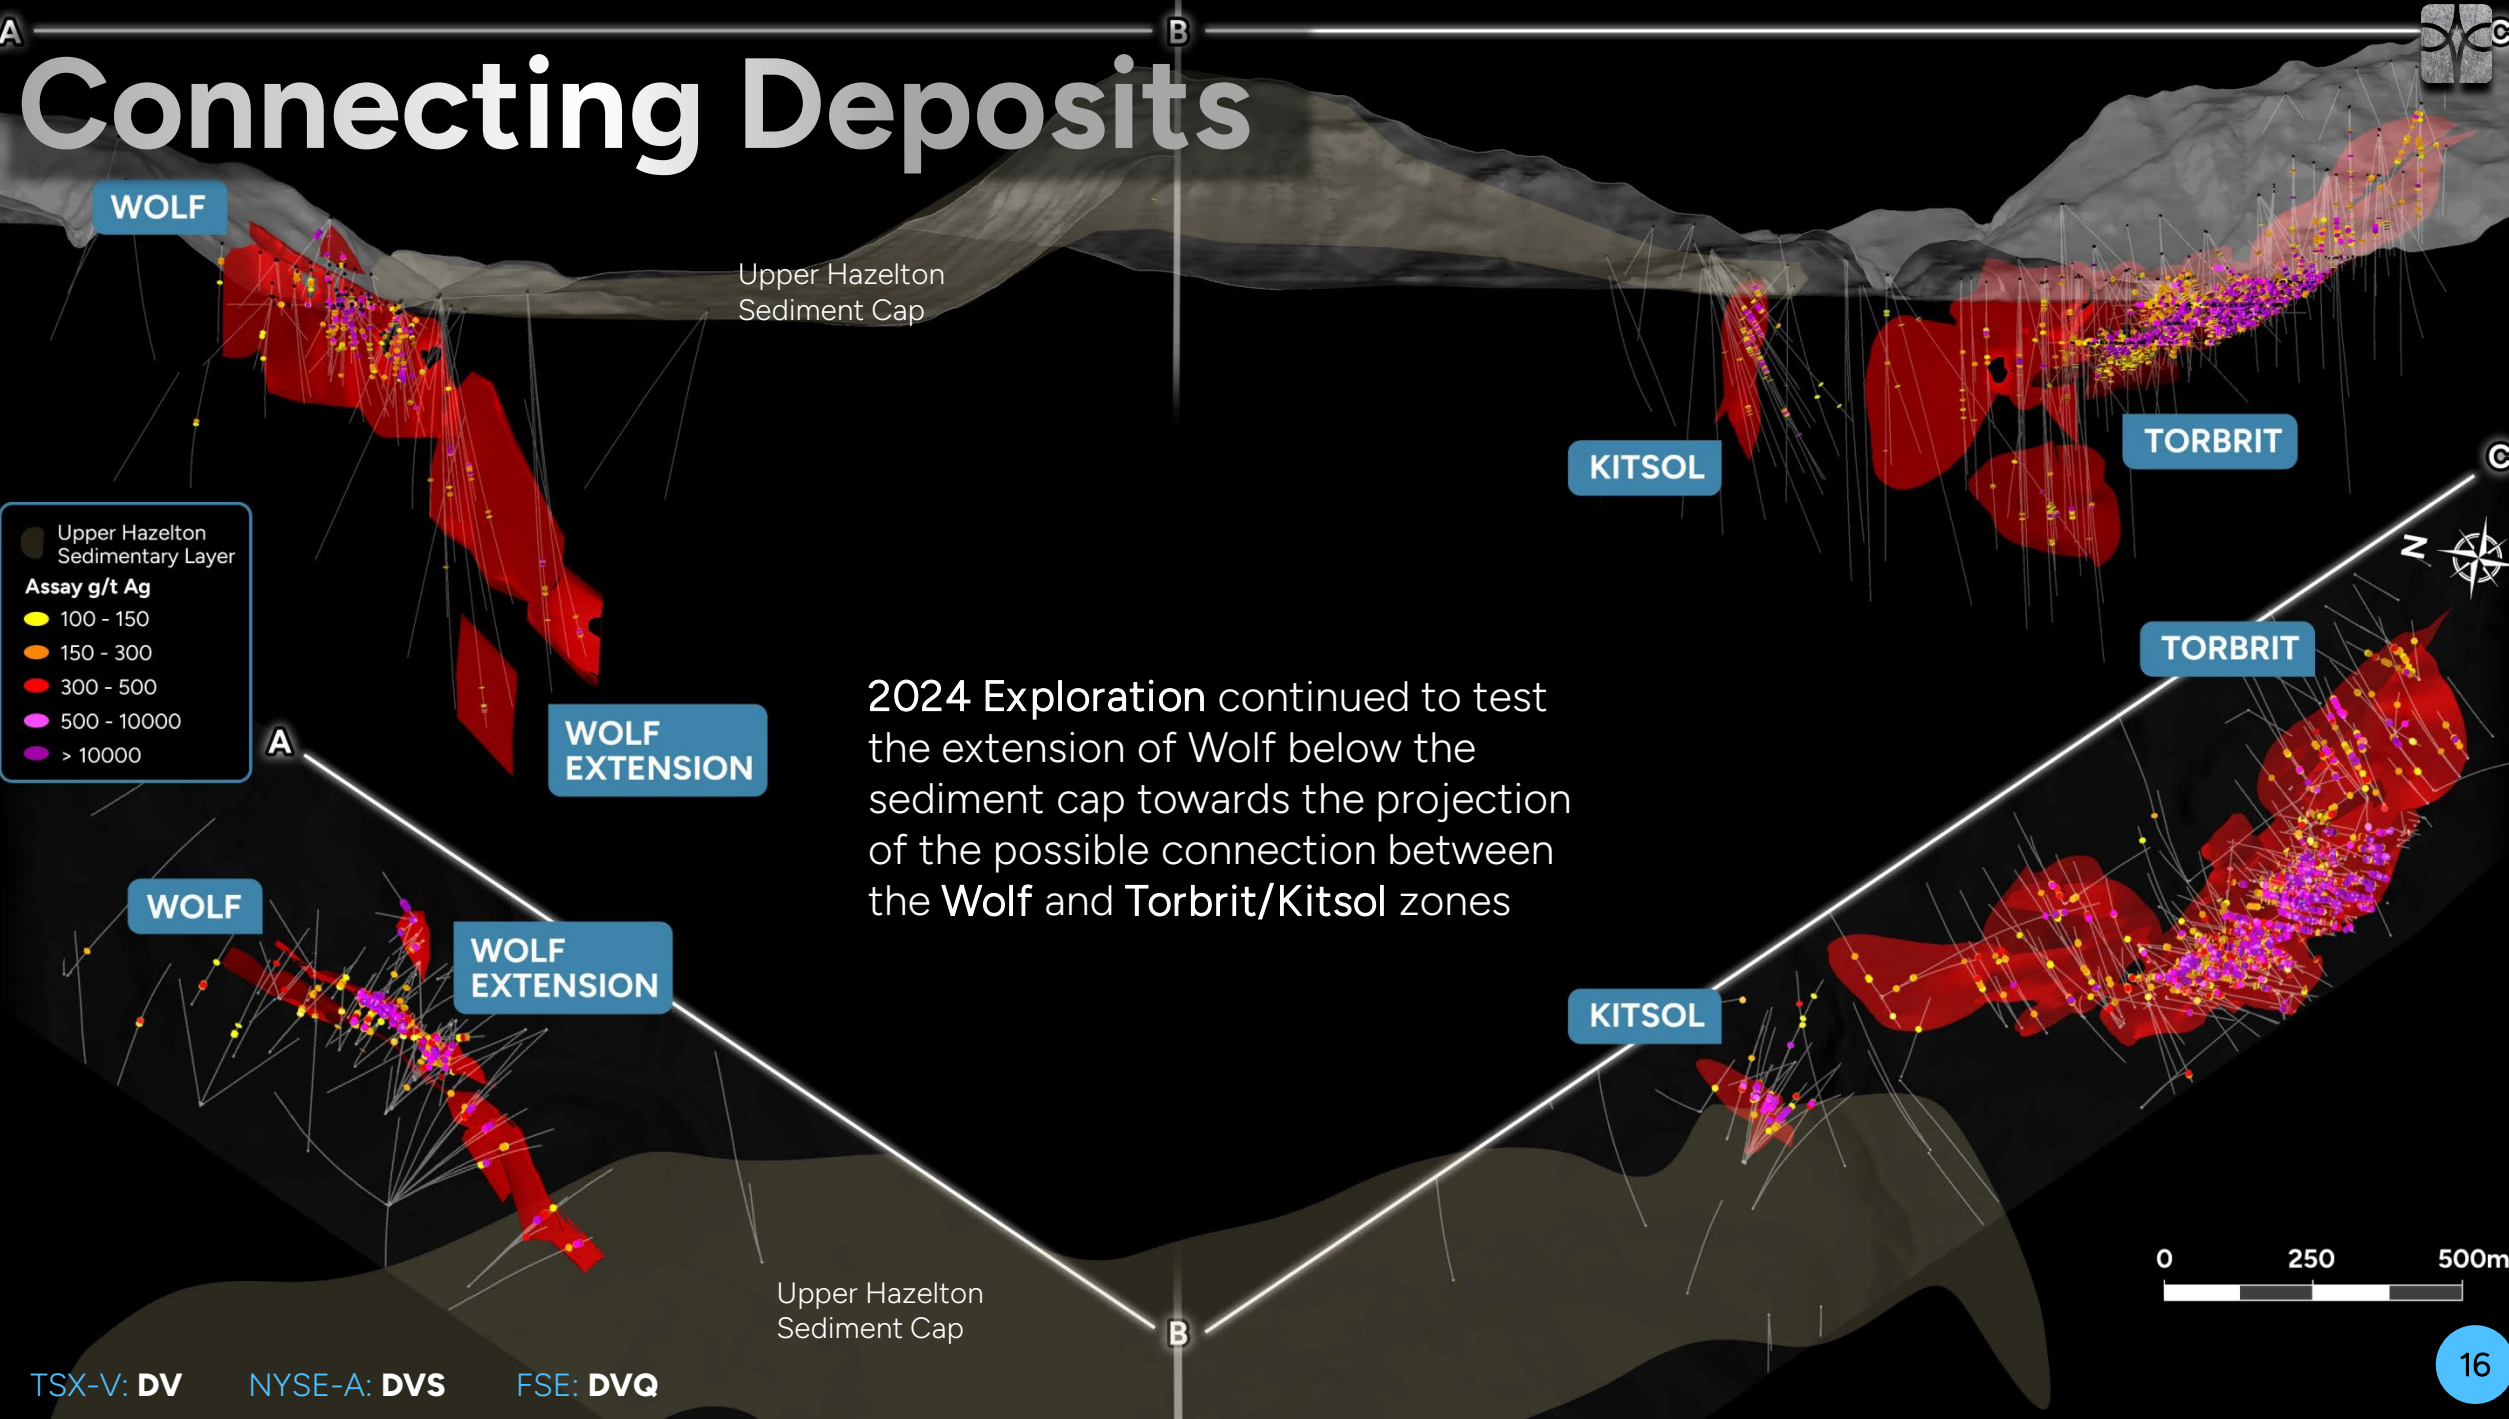 A
B
C
Connecting Deposits
WOLF
Upper Hazelton
Sediment Cap
KITSOL
TORBRIT
C
Upper Hazelton
Sedimentary Layer
Assay g/t Ag
100 - 150
150 - 300
300 - 500
500 - 10000
> 10000
N
TORBRIT
WOLF
EXTENSION
A
2024 Exploration continued to test
the extension of Wolf below the
sediment cap towards the projection
of the possible connection between
the Wolf and Torbrit/Kitsol zones
WOLF
WOLF
EXTENSION
KITSOL
0 250 500m
Upper Hazelton
Sediment Cap
B
TSX-V: DV NYSE-A: DVS FSE: DVQ
16